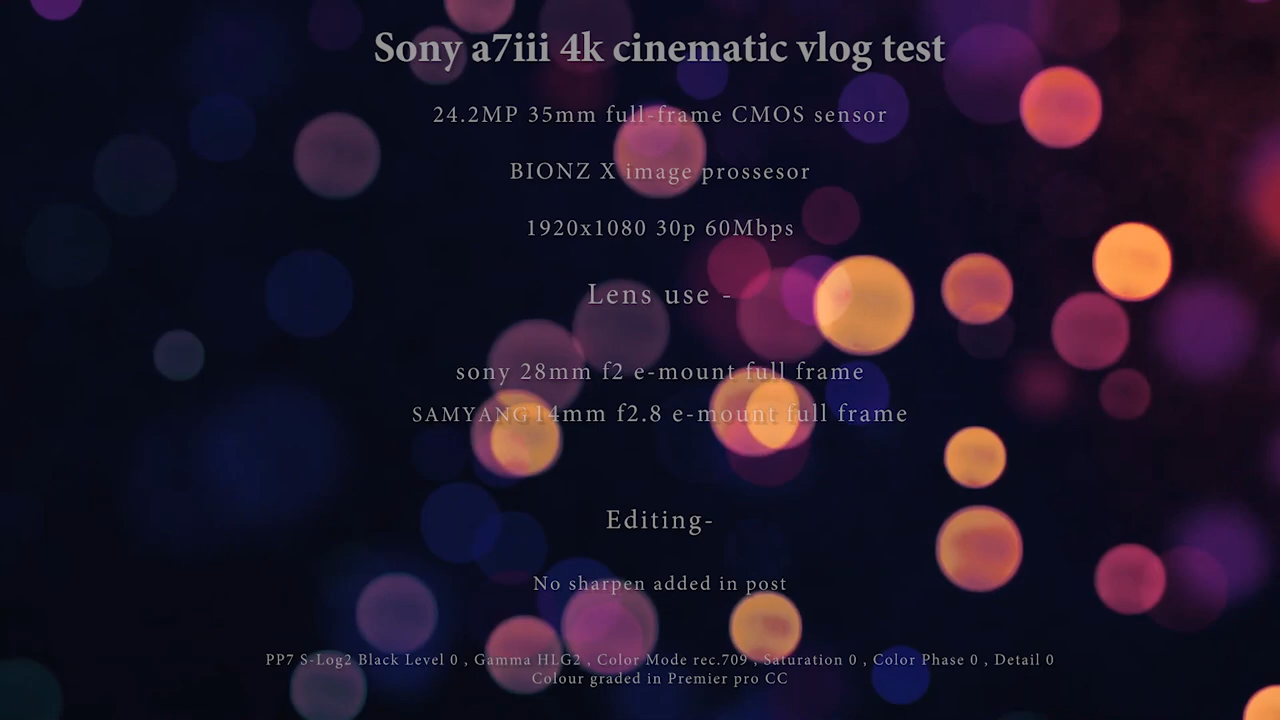 Sony a7iii 4k cinematic vlog test
24.2MP 35mm full-frame CMOS sensor
BIONZ X image prossesor
1920x1080 30p 60Mbps
Lens use -
sony 28mm f2 e-mount full frame
SAMYANG 14mm f2.8 e-mount full frame
Editing-
No sharpen added in post
PP7 S-Log2 Black Level 0 , Gamma HLG2 , Color Mode rec.709 , Saturation 0 , Color Phase 0 , Detail 0
Colour graded in Premier pro CC